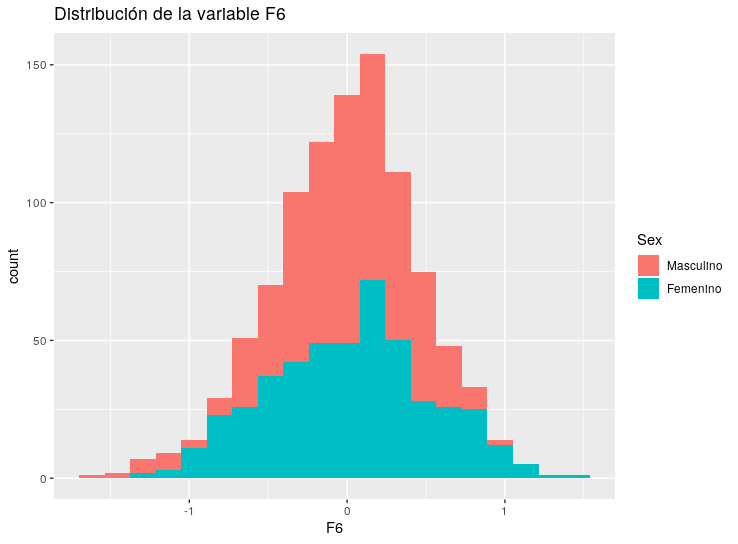 Distribución de la variable F6
150
100
50
0
count
-1
0
1
F6
Sex
Masculino
Femenino